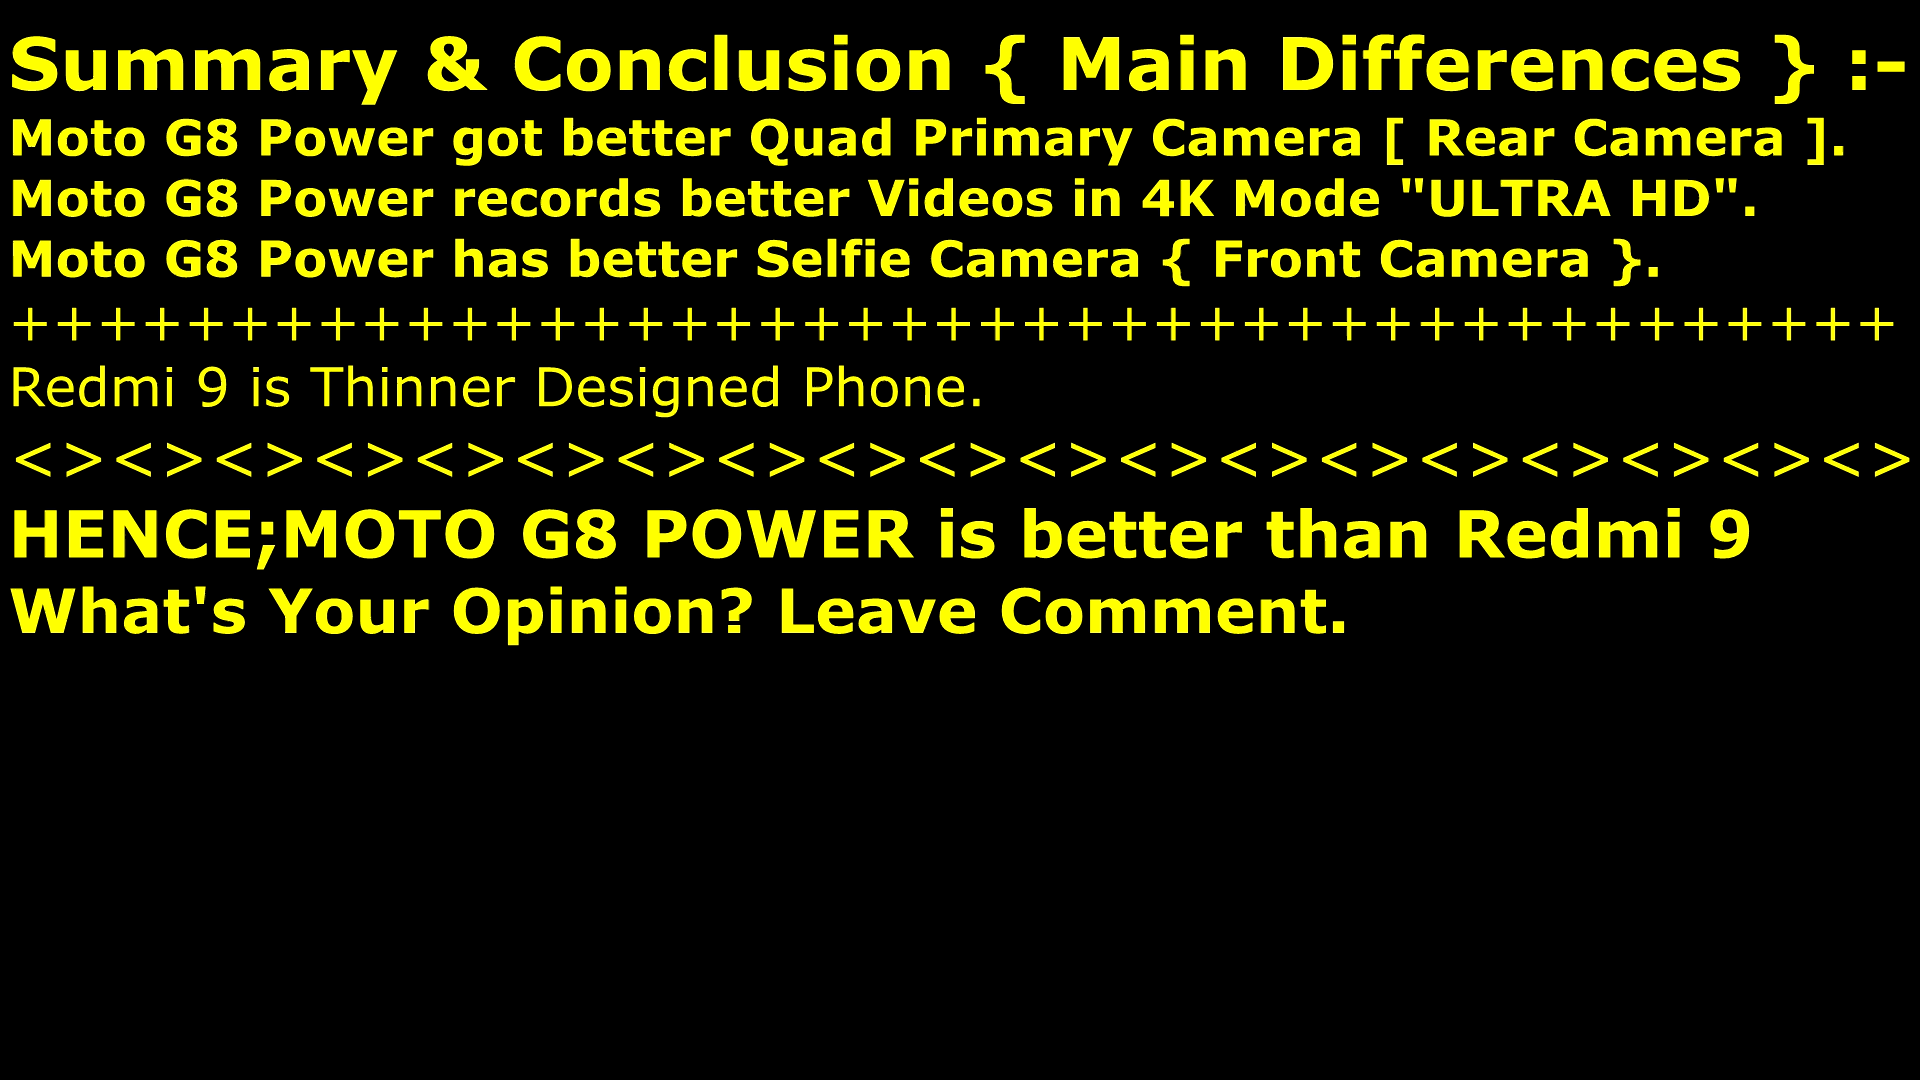 Summary & Conclusion { Main Differences } :-
Moto G8 Power got better Quad Primary Camera [ Rear Camera ].
Moto G8 Power records better Videos in 4K Mode "ULTRA HD".
Moto G8 Power has better Selfie Camera { Front Camera }.
+++++++++++++++++++++++++++++++++++++++++++
Redmi 9 is Thinner Designed Phone.
<><><><><><><><><><><><><><><><><><><>
HENCE;MOTO G8 POWER is better than Redmi 9
What's Your Opinion? Leave Comment.